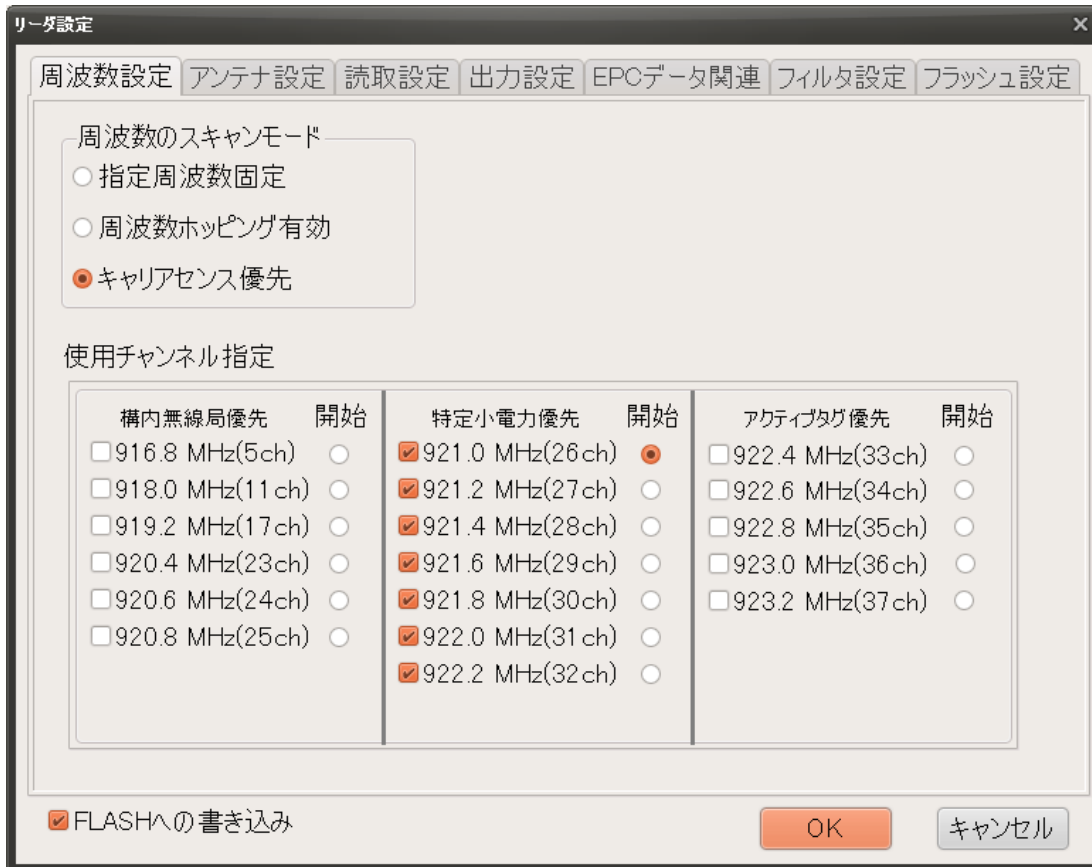 リーダ設定
周波数設定 アンテナ設定 読取設定 出力設定 EPCデータ関連 フィルタ設定 フラッシュ設定
周波数のスキャンモード
指定周波数固定
周波数ホッピング有効
キャリアセンス優先
使用チャンネル指定
構内無線局優先 開始
916.8 MHz(5ch)
918.0 MHz(11ch)
919.2 MHz(17ch)
920.4 MHz(23ch)
920.6 MHz(24ch)
920.8 MHz(25ch)
特定小電力優先 開始
921.0 MHz(26ch)
921.2 MHz(27ch)
921.4 MHz(28ch)
921.6 MHz(29ch)
921.8 MHz(30ch)
922.0 MHz(31ch)
922.2 MHz(32ch)
アクティブタグ優先 開始
922.4 MHz(33ch)
922.6 MHz(34ch)
922.8 MHz(35ch)
923.0 MHz(36ch)
923.2 MHz(37ch)
FLASHへの書き込み
OK キャンセル